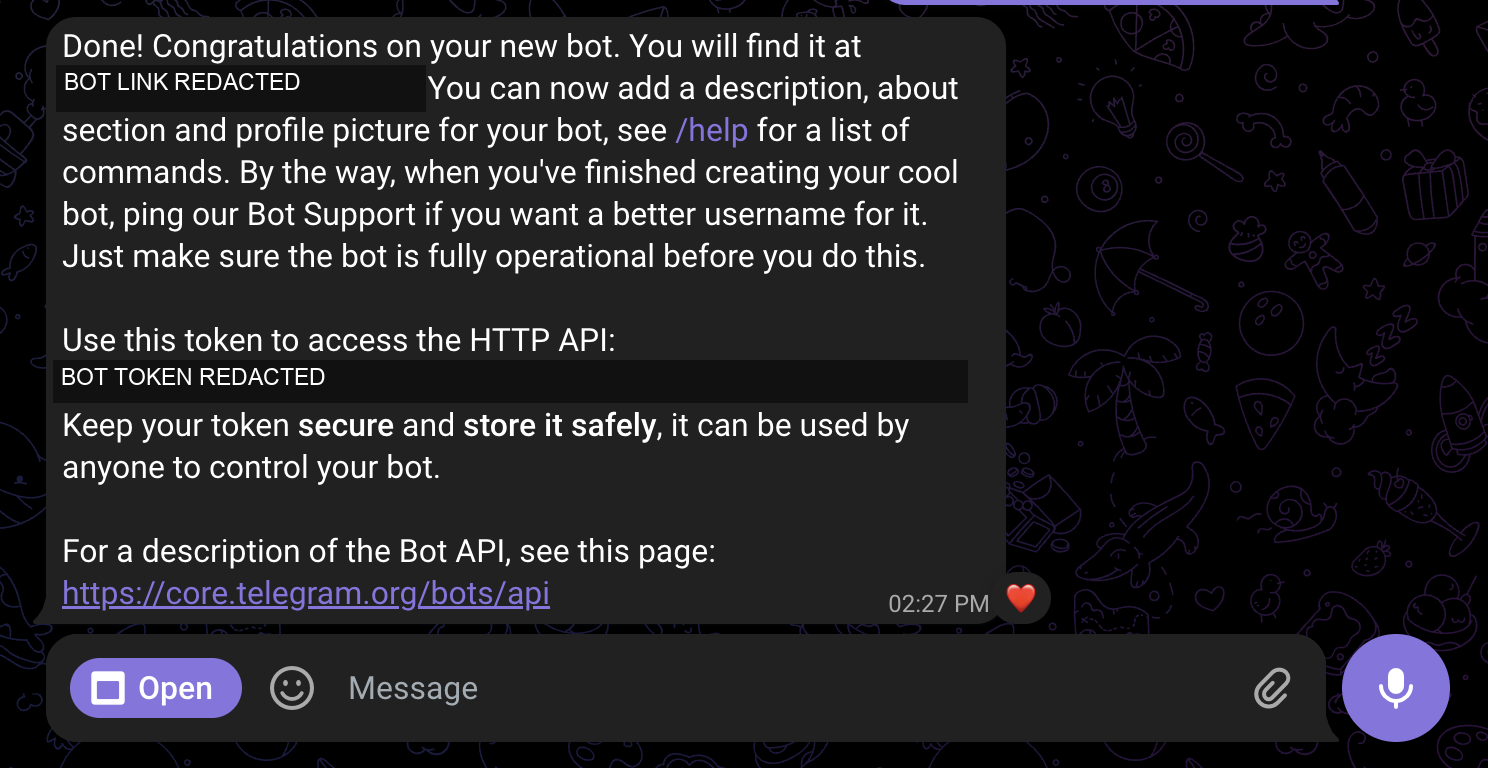 Done! Congratulations on your new bot. You will find it at
BOT LINK REDACTED You can now add a description, about
section and profile picture for your bot, see /help for a list of
commands. By the way, when you've finished creating your cool
bot, ping our Bot Support if you want a better username for it.
Just make sure the bot is fully operational before you do this.
Use this token to access the HTTP API:
BOT TOKEN REDACTED
Keep your token secure and store it safely, it can be used by
anyone to control your bot.
For a description of the Bot API, see this page:
https://core.telegram.org/bots/api
02:27 PM
Open
Message